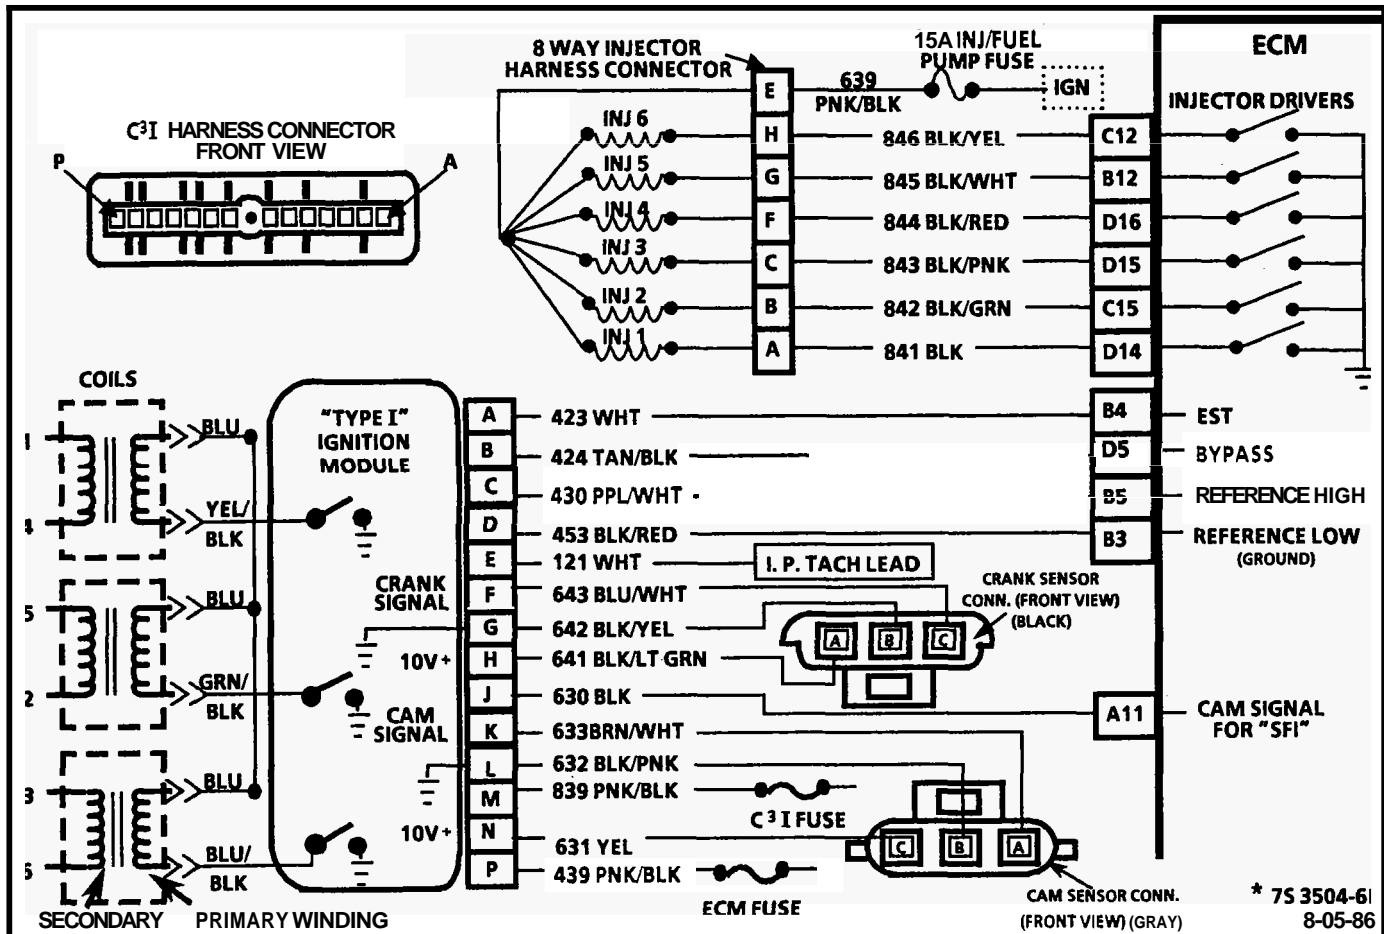 8 WAY INJECTOR
HARNESS CONNECTOR
15A INJ/FUEL
PUMP FUSE
ECM
E
639
PNK/BLK
IGN
INJECTOR DRIVERS
C³I HARNESS CONNECTOR
FRONT VIEW
P
A
INJ 6
H
846 BLK/YEL
C12
INJ 5
G
845 BLK/WHT
B12
INJ 4
F
844 BLK/RED
D16
INJ 3
C
843 BLK/PNK
D15
INJ 2
B
842 BLK/GRN
C15
INJ 1
A
841 BLK
D14
COILS
BLU
YEL/
BLK
4
BLU
5
GRN/
BLK
2
BLU
3
BLU/
BLK
SECONDARY
PRIMARY WINDING
"TYPE I"
IGNITION
MODULE
CRANK
SIGNAL
10V +
CAM
SIGNAL
10V +
A
423 WHT
B4
EST
B
424 TAN/BLK
D5
BYPASS
C
430 PPL/WHT
B5
REFERENCE HIGH
D
453 BLK/RED
B3
REFERENCE LOW
(GROUND)
E
121 WHT
I. P. TACH LEAD
F
643 BLU/WHT
G
642 BLK/YEL
H
641 BLK/LT GRN
J
630 BLK
K
633BRN/WHT
L
632 BLK/PNK
M
839 PNK/BLK
C³I FUSE
N
631 YEL
P
439 PNK/BLK
ECM FUSE
CRANK SENSOR
CONN. (FRONT VIEW)
(BLACK)
A
B
C
A11
CAM SIGNAL
FOR "SFI"
C
B
A
CAM SENSOR CONN.
(FRONT VIEW) (GRAY)
* 7S 3504-6
8-05-86